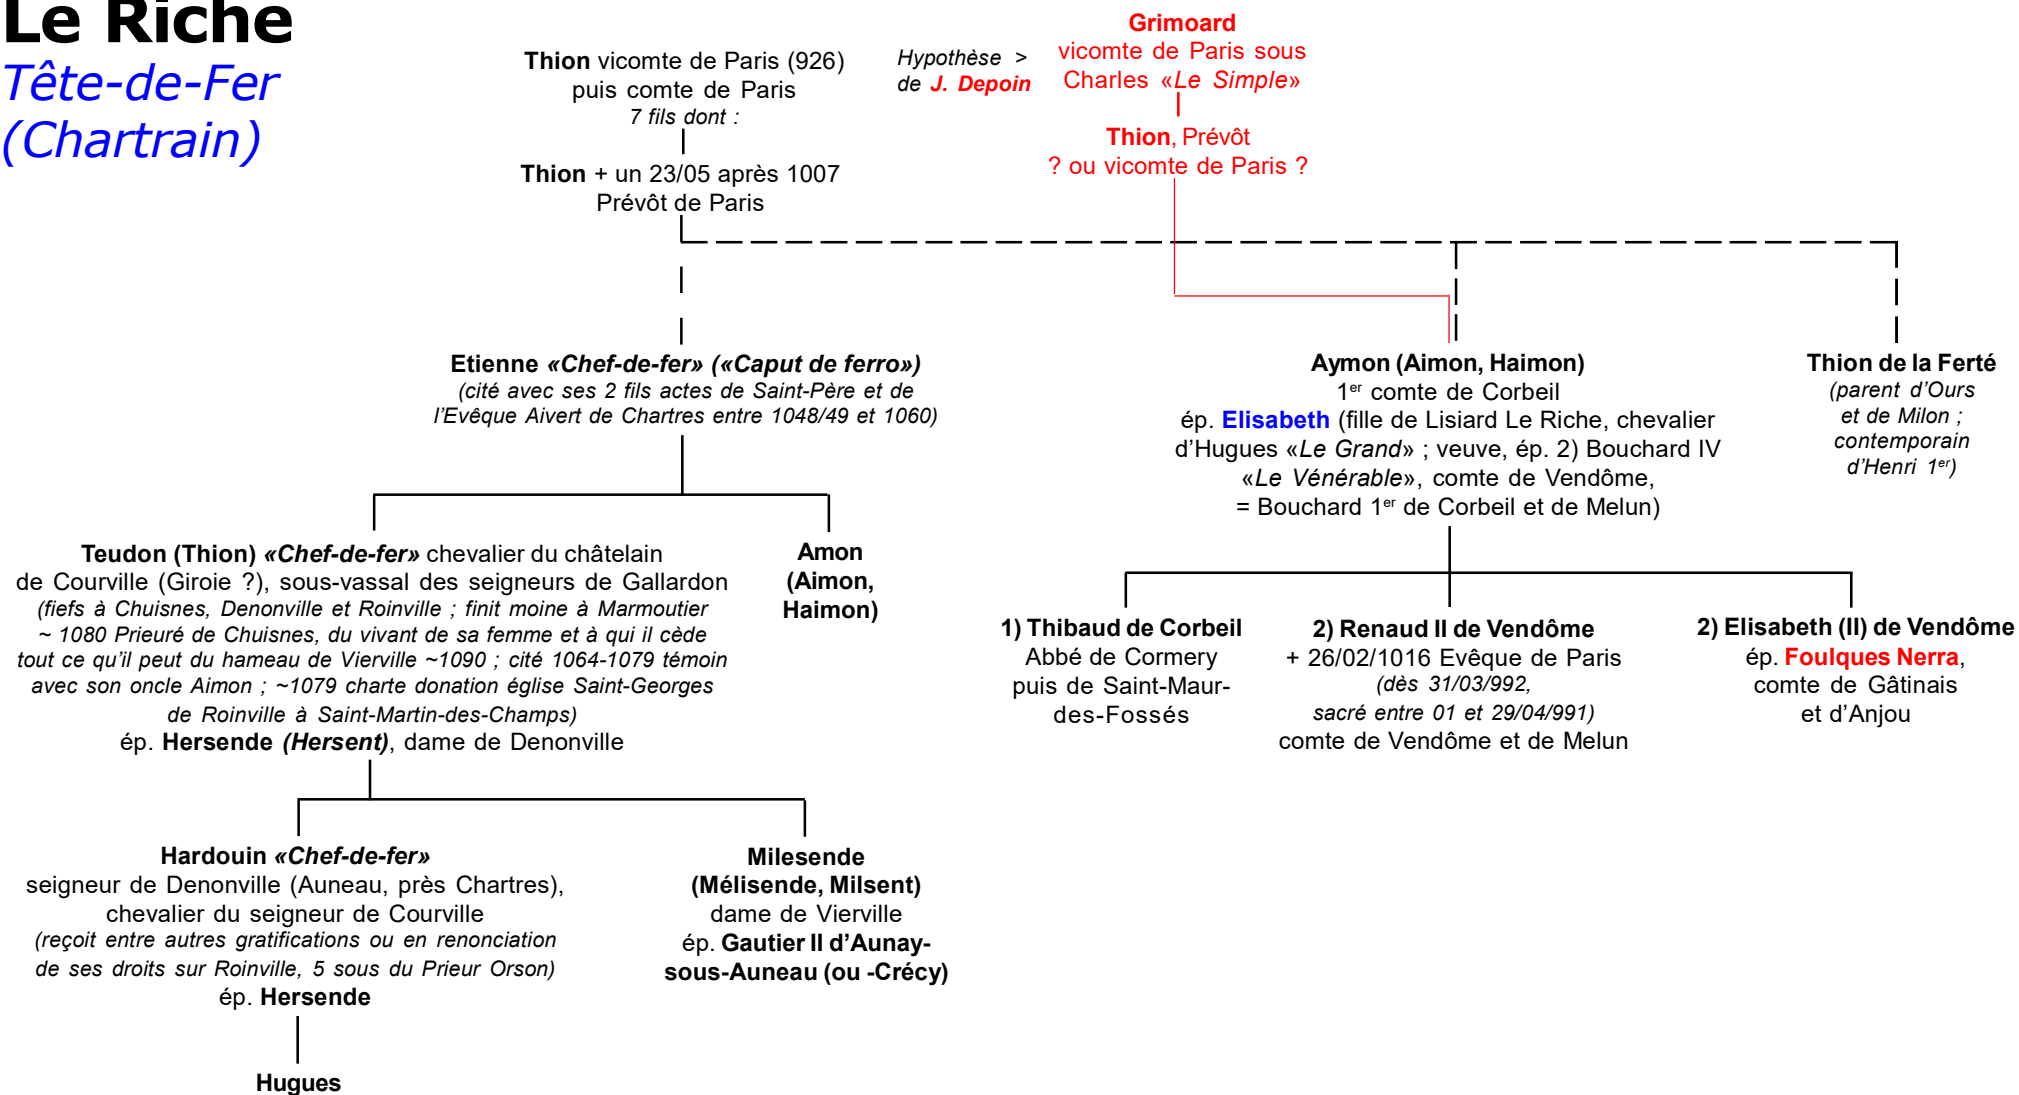 Le Riche
Tête-de-Fer
(Chartrain)
Thion vicomte de Paris (926)
puis comte de Paris
7 fils dont :
Thion + un 23/05 après 1007
Prévôt de Paris
Hypothèse >
de J. Depoin
Grimoard
vicomte de Paris sous
Charles «Le Simple»
Thion, Prévôt
? ou vicomte de Paris ?
Etienne «Chef-de-fer» («Caput de ferro»)
(cité avec ses 2 fils actes de Saint-Père et de
l'Evêque Aivert de Chartres entre 1048/49 et 1060)
Aymon (Aimon, Haimon)
1er comte de Corbeil
ép. Elisabeth (fille de Lisiard Le Riche, chevalier
d'Hugues «Le Grand» ; veuve, ép. 2) Bouchard IV
«Le Vénérable», comte de Vendôme,
= Bouchard 1er de Corbeil et de Melun)
Thion de la Ferté
(parent d'Ours
et de Milon ;
contemporain
d'Henri 1er)
Teudon (Thion) «Chef-de-fer» chevalier du châtelain
de Courville (Giroie ?), sous-vassal des seigneurs de Gallardon
(fiefs à Chuisnes, Denonville et Roinville ; finit moine à Marmoutier
~ 1080 Prieuré de Chuisnes, du vivant de sa femme et à qui il cède
tout ce qu'il peut du hameau de Vierville ~1090 ; cité 1064-1079 témoin
avec son oncle Aimon ; ~1079 charte donation église Saint-Georges
de Roinville à Saint-Martin-des-Champs)
ép. Hersende (Hersent), dame de Denonville
Amon
(Aimon,
Haimon)
1) Thibaud de Corbeil
Abbé de Cormery
puis de Saint-Maur-
des-Fossés
2) Renaud II de Vendôme
+ 26/02/1016 Evêque de Paris
(dès 31/03/992,
sacré entre 01 et 29/04/991)
comte de Vendôme et de Melun
2) Elisabeth (II) de Vendôme
ép. Foulques Nerra,
comte de Gâtinais
et d'Anjou
Hardouin «Chef-de-fer»
seigneur de Denonville (Auneau, près Chartres),
chevalier du seigneur de Courville
(reçoit entre autres gratifications ou en renonciation
de ses droits sur Roinville, 5 sous du Prieur Orson)
ép. Hersende
Milesende
(Mélisende, Milsent)
dame de Vierville
ép. Gautier II d'Aunay-
sous-Auneau (ou -Crécy)
Hugues